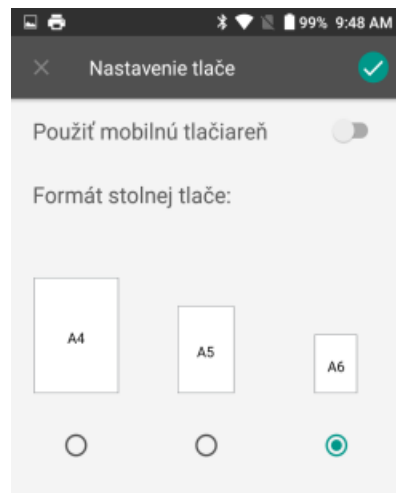 99% 9:48 AM
Nastavenie tlače
Použiť mobilnú tlačiareň
Formát stolnej tlače:
A4
A5
A6